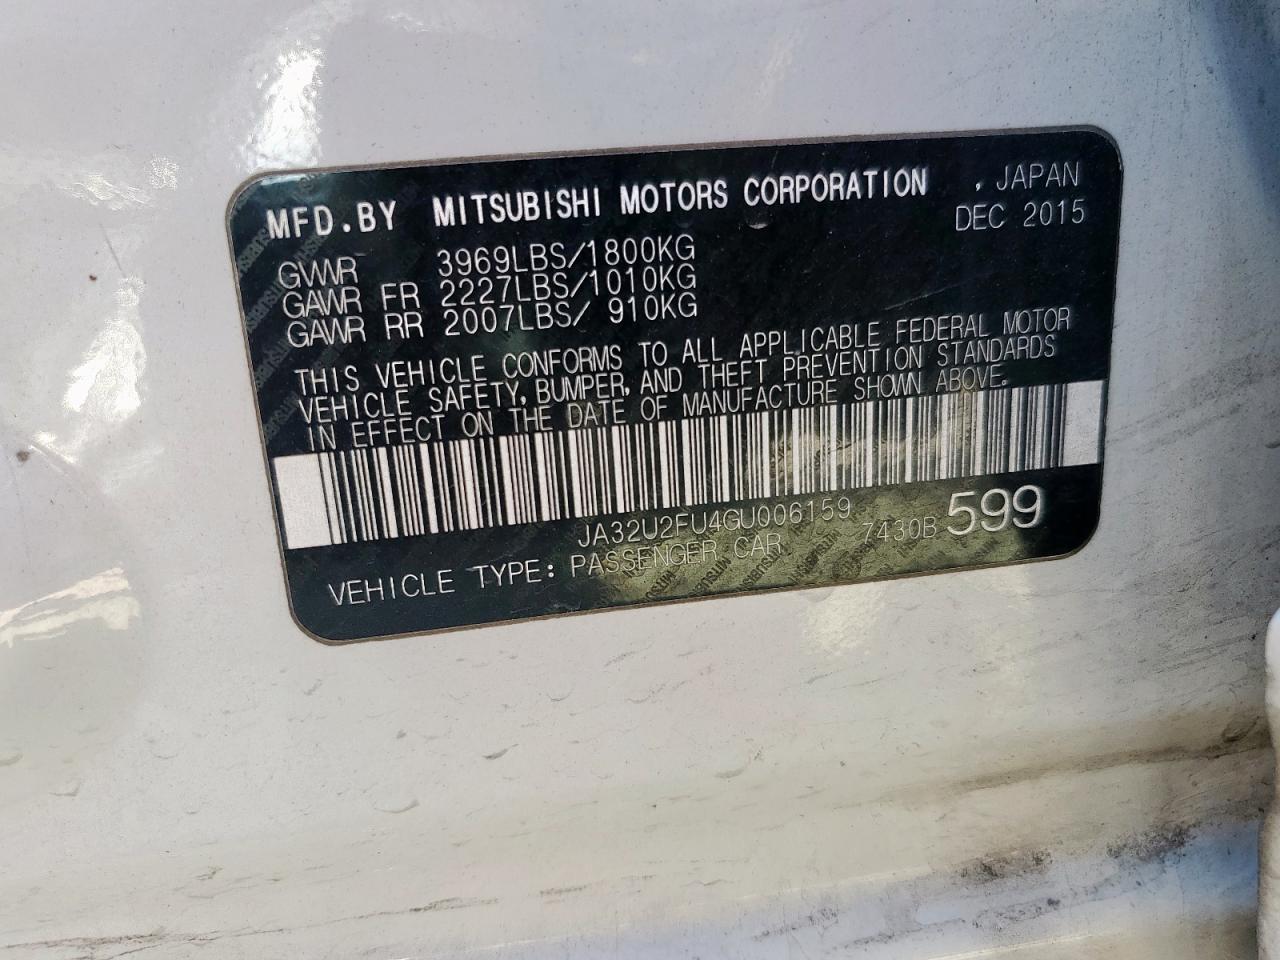 MFD.BY MITSUBISHI MOTORS CORPORATION , JAPAN
DEC 2015
GVWR 3969LBS/1800KG
GAWR FR 2227LBS/1010KG
GAWR RR 2007LBS/ 910KG
THIS VEHICLE CONFORMS TO ALL APPLICABLE FEDERAL MOTOR
VEHICLE SAFETY, BUMPER, AND THEFT PREVENTION STANDARDS
IN EFFECT ON THE DATE OF MANUFACTURE SHOWN ABOVE.
JA32U2FU4GU006159
7430B 599
VEHICLE TYPE: PASSENGER CAR